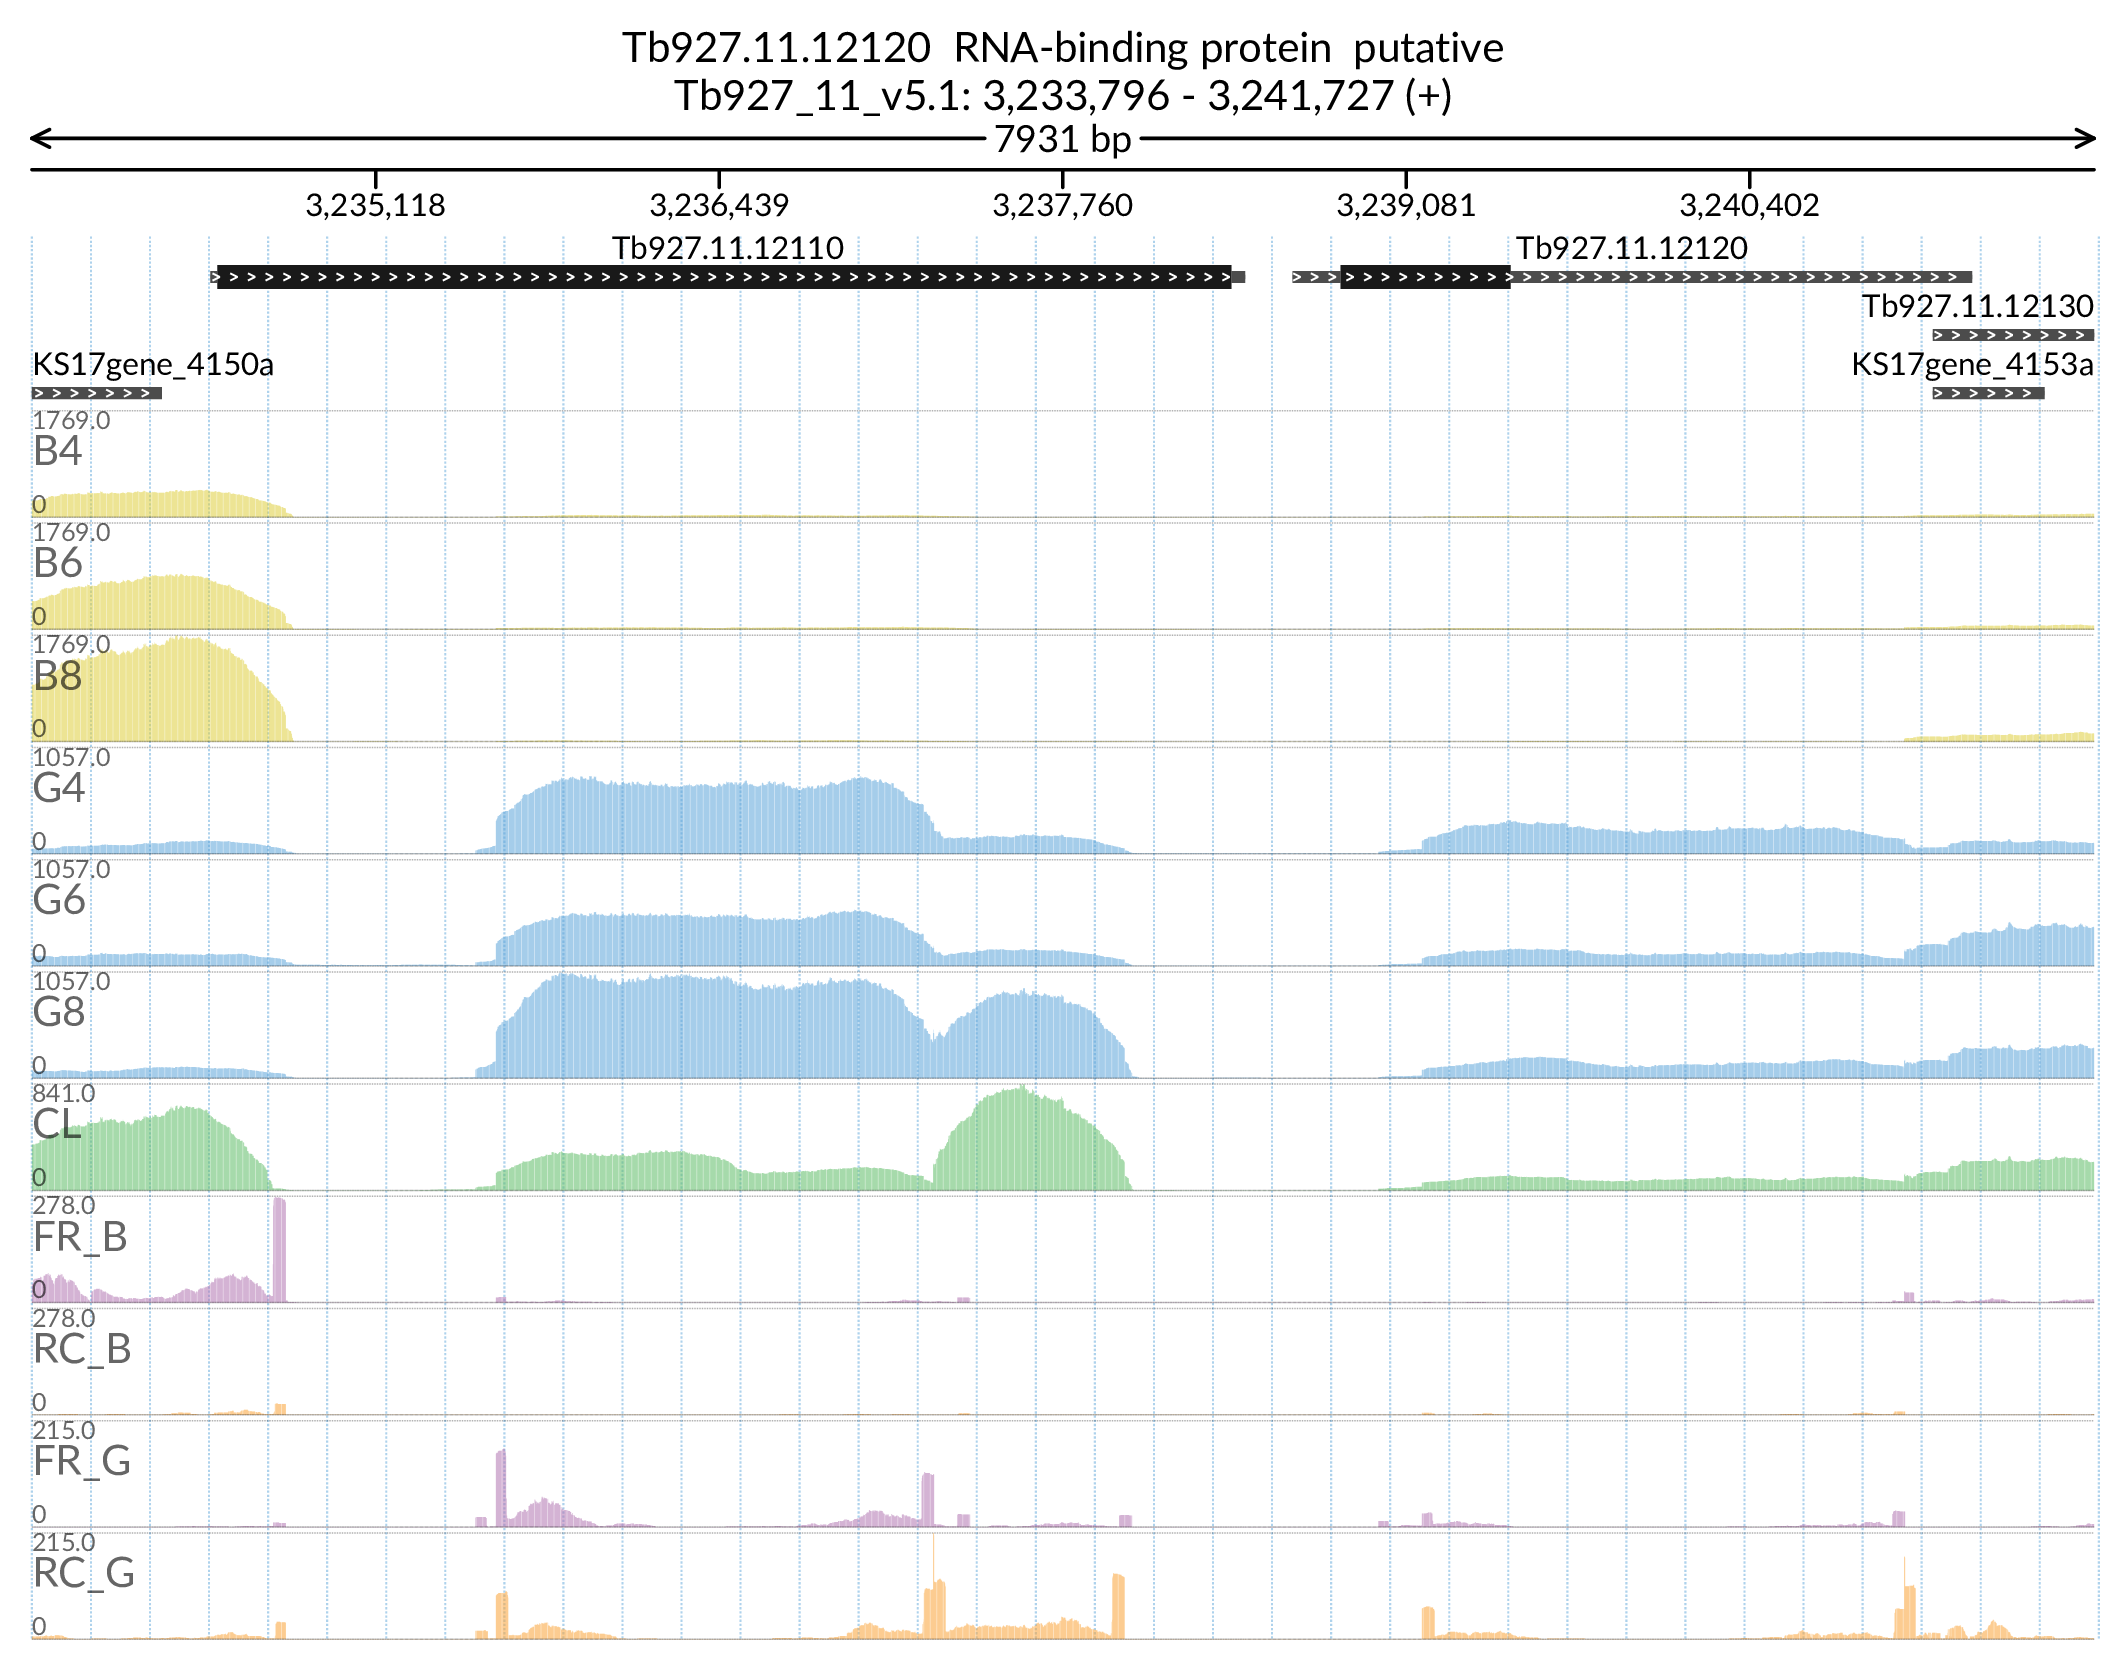 Tb927.11.12120  RNA-binding protein  putative
Tb927_11_v5.1: 3,233,796 - 3,241,727 (+)
7931 bp
3,235,118 3,236,439 3,237,760 3,239,081 3,240,402
Tb927.11.12110 Tb927.11.12120
Tb927.11.12130
KS17gene_4150a KS17gene_4153a
1769.0
B4
0
1769.0
B6
0
1769.0
B8
0
1057.0
G4
0
1057.0
G6
0
1057.0
G8
0
841.0
CL
0
278.0
FR_B
0
278.0
RC_B
0
215.0
FR_G
0
215.0
RC_G
0